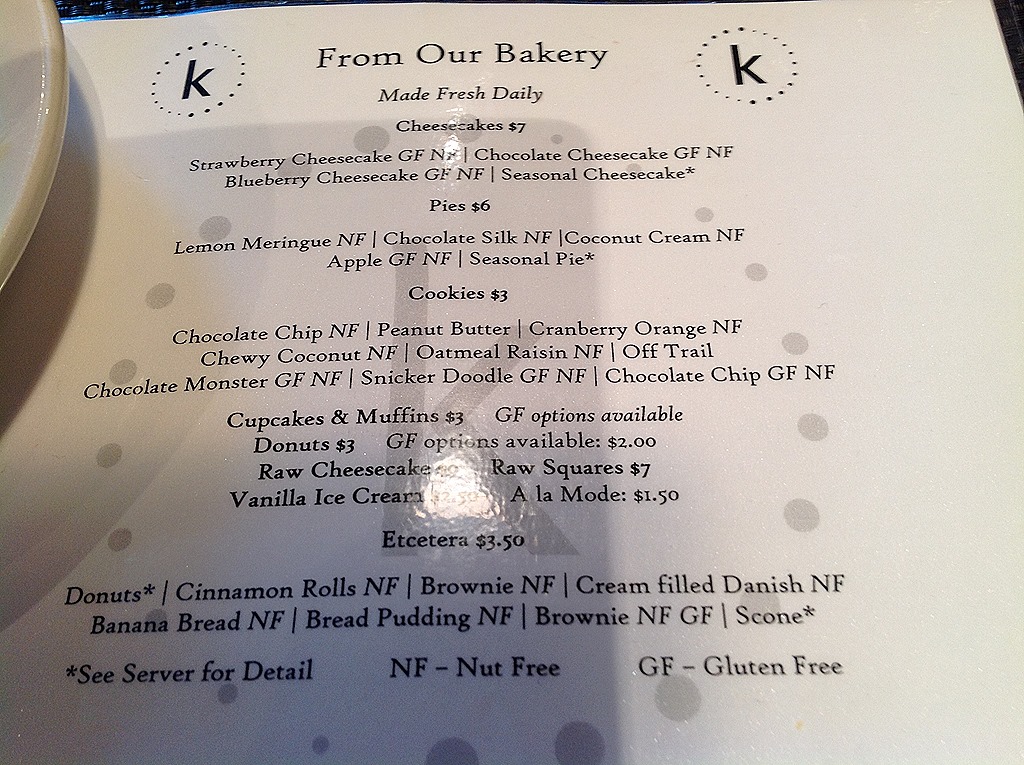 k From Our Bakery k
Made Fresh Daily
Cheesecakes $7
Strawberry Cheesecake GF NF | Chocolate Cheesecake GF NF
Blueberry Cheesecake GF NF | Seasonal Cheesecake*
Pies $6
Lemon Meringue NF | Chocolate Silk NF |Coconut Cream NF
Apple GF NF | Seasonal Pie*
Cookies $3
Chocolate Chip NF | Peanut Butter | Cranberry Orange NF
Chewy Coconut NF | Oatmeal Raisin NF | Off Trail
Chocolate Monster GF NF | Snicker Doodle GF NF | Chocolate Chip GF NF
Cupcakes & Muffins $3 GF options available
Donuts $3 GF options available: $2.00
Raw Cheesecake Raw Squares $7
Vanilla Ice Cream A la Mode: $1.50
Etcetera $3.50
Donuts* | Cinnamon Rolls NF | Brownie NF | Cream filled Danish NF
Banana Bread NF | Bread Pudding NF | Brownie NF GF | Scone*
*See Server for Detail NF – Nut Free GF – Gluten Free